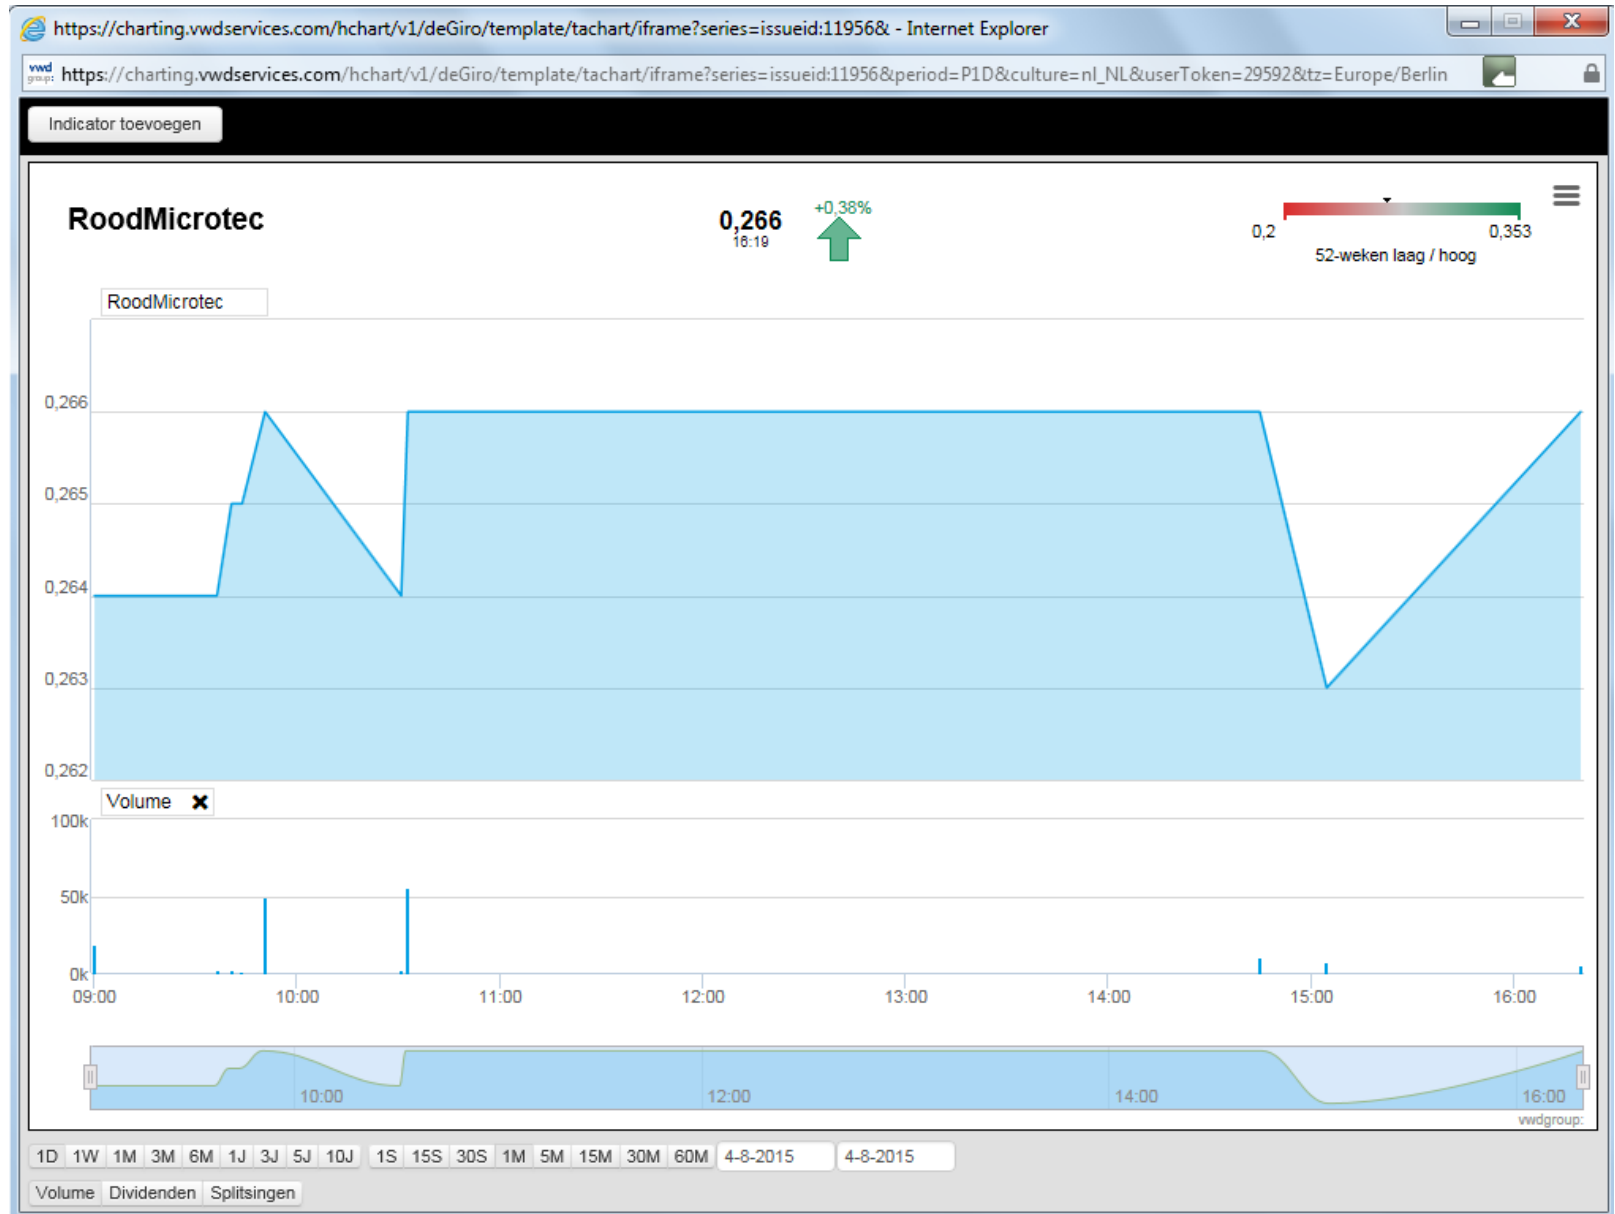 https://charting.vwdservices.com/hchart/v1/deGiro/template/tachart/iframe?series=issueid:11956& - Internet Explorer
vwd group: https://charting.vwdservices.com/hchart/v1/deGiro/template/tachart/iframe?series=issueid:11956&period=P1D&culture=nl_NL&userToken=29592&tz=Europe/Berlin
Indicator toevoegen
RoodMicrotec
0,266
16:19
+0,38%
0,2
0,353
52-weken laag / hoog
RoodMicrotec
0,266
0,265
0,264
0,263
0,262
Volume
100k
50k
0k
09:00 10:00 11:00 12:00 13:00 14:00 15:00 16:00
10:00 12:00 14:00 16:00
vwdgroup:
1D 1W 1M 3M 6M 1J 3J 5J 10J 1S 15S 30S 1M 5M 15M 30M 60M 4-8-2015 4-8-2015
Volume Dividenden Splitsingen